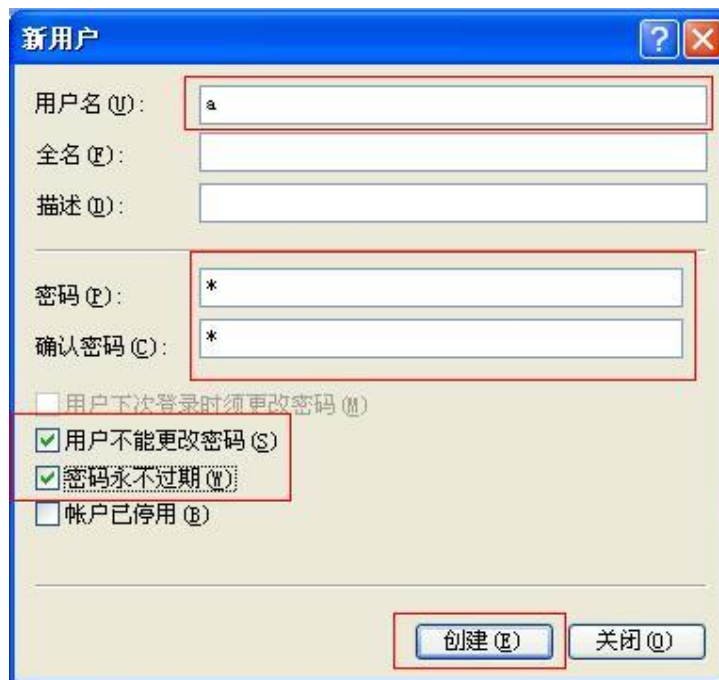 新用户
用户名(U): a
全名(F):
描述(D):
密码(P): *
确认密码(C): *
用户下次登录时须更改密码(M)
用户不能更改密码(S)
密码永不过期(W)
帐户已停用(B)
创建(E) 关闭(O)